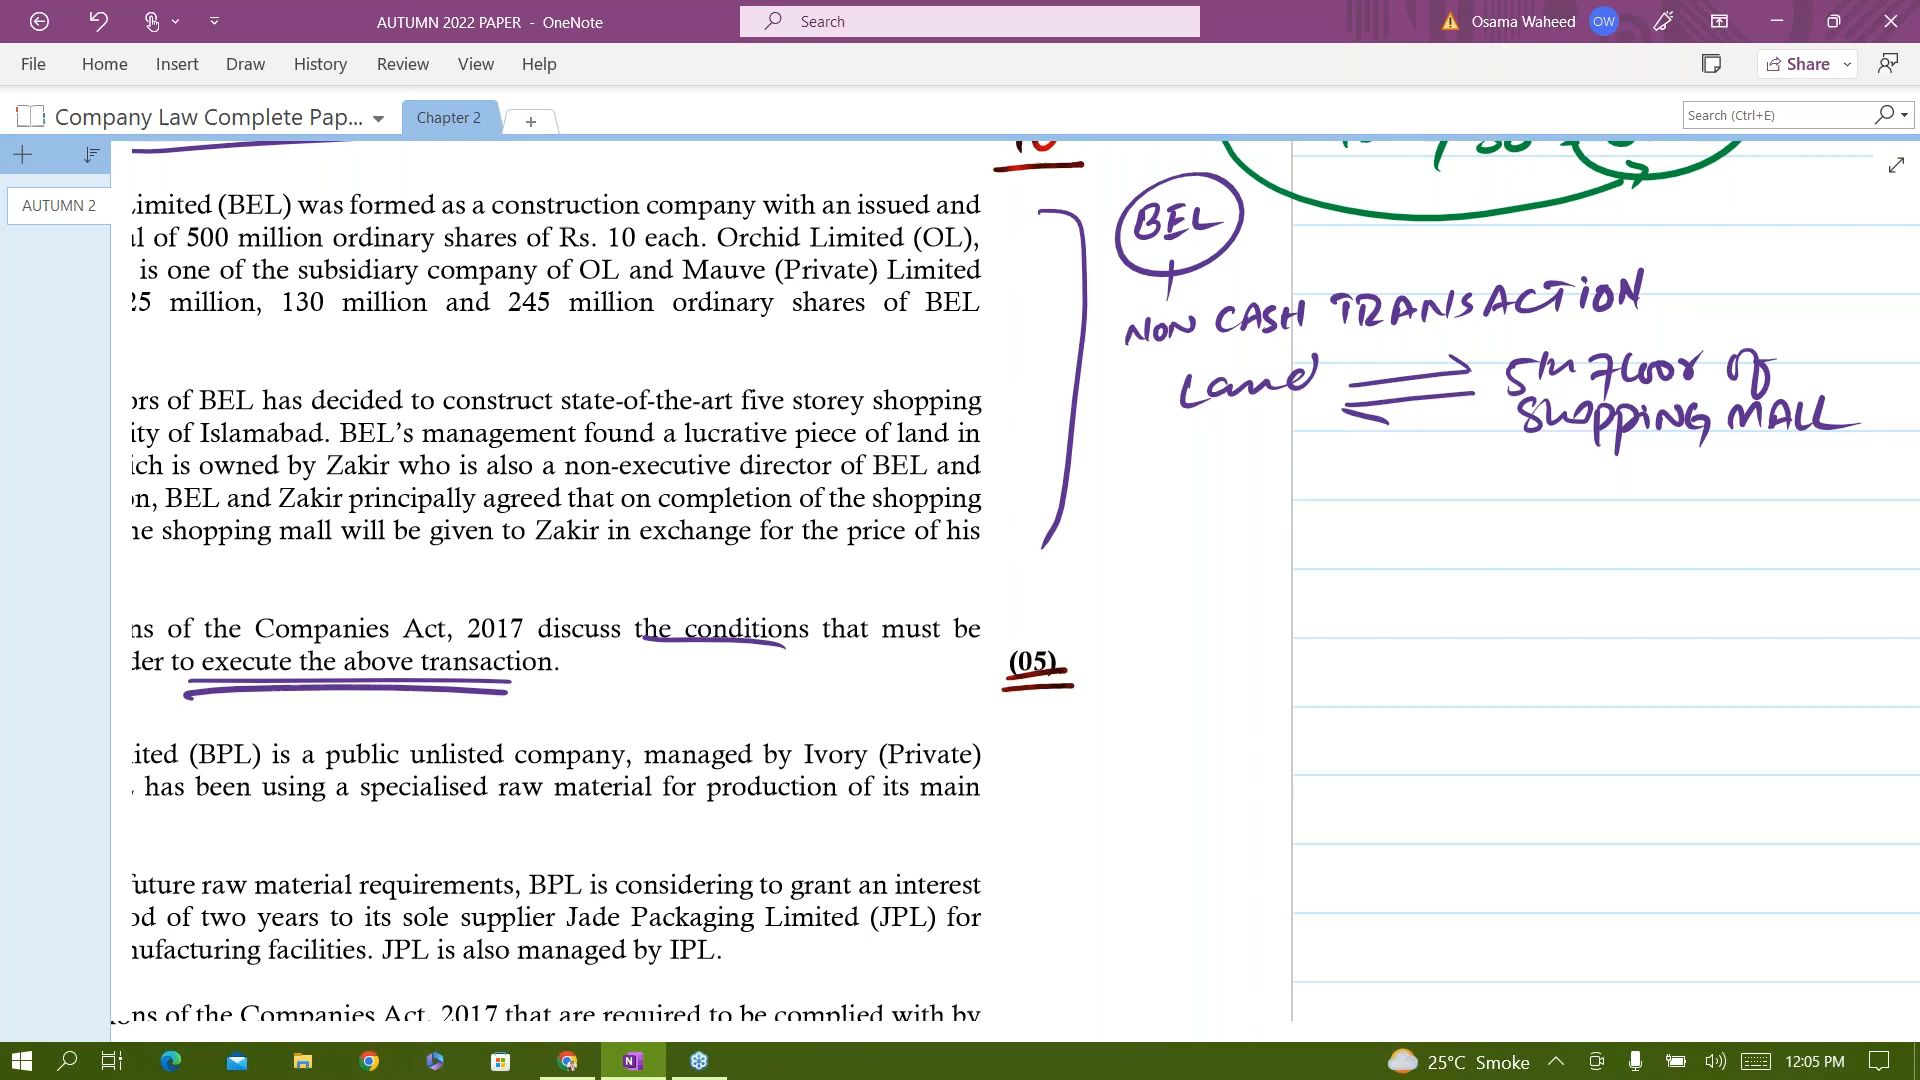 AUTUMN 2022 PAPER - OneNote
Search
Osama Waheed
OW
File Home Insert Draw History Review View Help
Share
Company Law Complete Pap...
Chapter 2
Search (Ctrl+E)
AUTUMN 2
Limited (BEL) was formed as a construction company with an issued and
of 500 million ordinary shares of Rs. 10 each. Orchid Limited (OL),
is one of the subsidiary company of OL and Mauve (Private) Limited
25 million, 130 million and 245 million ordinary shares of BEL
ors of BEL has decided to construct state-of-the-art five storey shopping
ity of Islamabad. BEL's management found a lucrative piece of land in
ich is owned by Zakir who is also a non-executive director of BEL and
on, BEL and Zakir principally agreed that on completion of the shopping
he shopping mall will be given to Zakir in exchange for the price of his
ns of the Companies Act, 2017 discuss the conditions that must be
der to execute the above transaction.
(05)
ited (BPL) is a public unlisted company, managed by Ivory (Private)
has been using a specialised raw material for production of its main
future raw material requirements, BPL is considering to grant an interest
od of two years to its sole supplier Jade Packaging Limited (JPL) for
nufacturing facilities. JPL is also managed by IPL.
ons of the Companies Act, 2017 that are required to be complied with by
BEL
NON CASH TRANSACTION
Land
5th Floor of
SHOPPING MALL
25°C Smoke
12:05 PM